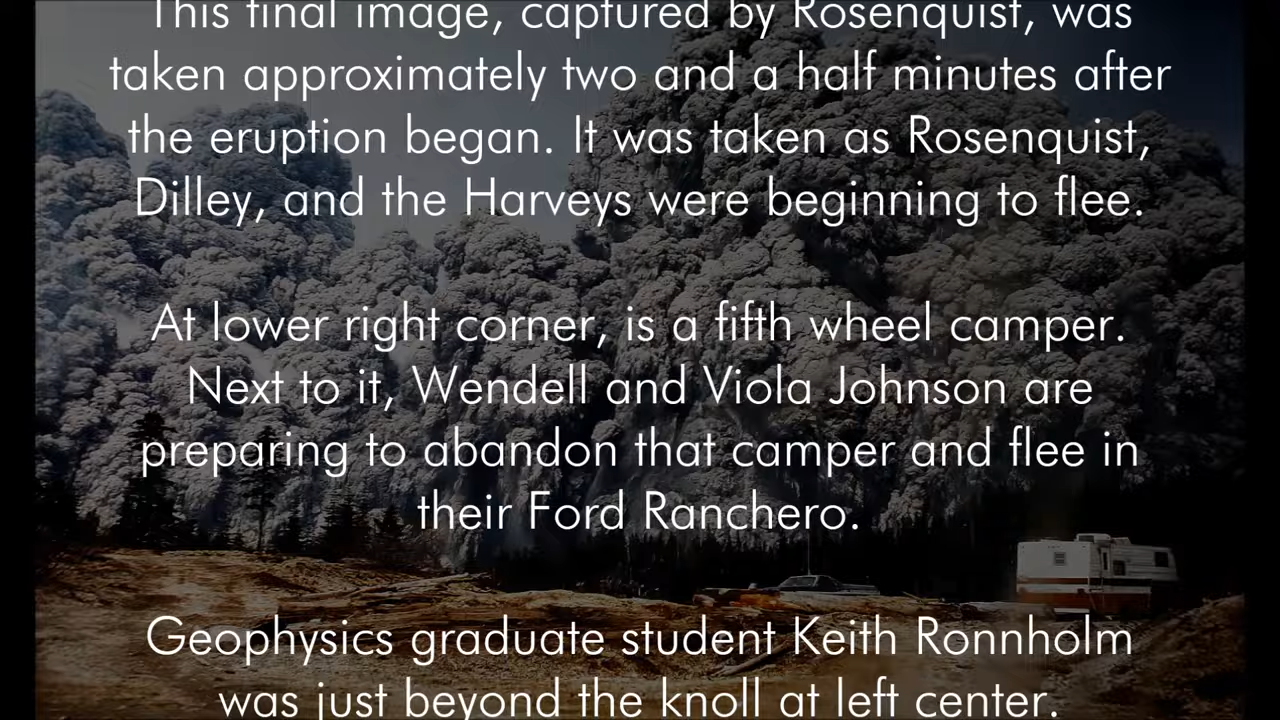 This final image, captured by Rosenquist, was
taken approximately two and a half minutes after
the eruption began. It was taken as Rosenquist,
Dilley, and the Harveys were beginning to flee.
At lower right corner, is a fifth wheel camper.
Next to it, Wendell and Viola Johnson are
preparing to abandon that camper and flee in
their Ford Ranchero.
Geophysics graduate student Keith Ronnholm
was just beyond the knoll at left center.